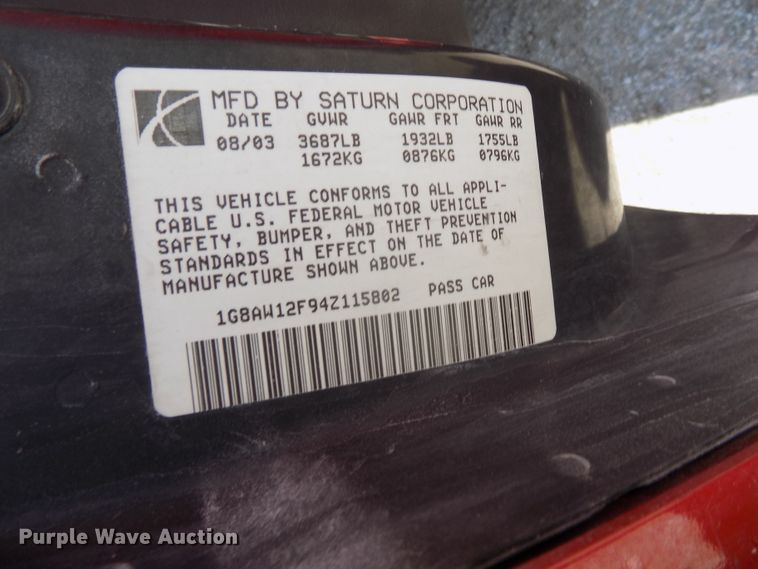 MFD BY SATURN CORPORATION
DATE GVWR GAWR FRT GAWR RR
08/03 3687LB 1932LB 1755LB
1672KG 0876KG 0796KG
THIS VEHICLE CONFORMS TO ALL APPLI-
CABLE U.S. FEDERAL MOTOR VEHICLE
SAFETY, BUMPER, AND THEFT PREVENTION
STANDARDS IN EFFECT ON THE DATE OF
MANUFACTURE SHOWN ABOVE.
1G8AW12F94Z115802 PASS CAR
Purple Wave Auction